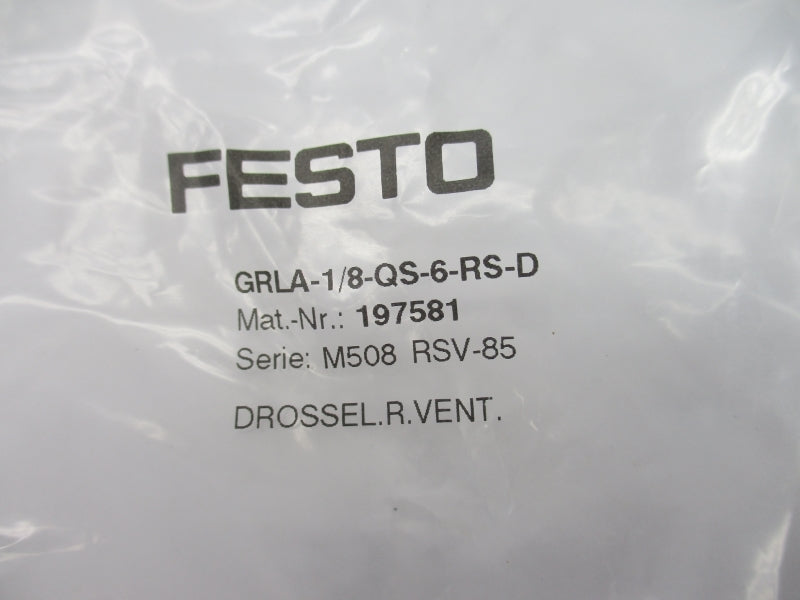 FESTO
GRLA-1/8-QS-6-RS-D
Mat.-Nr.: 197581
Serie: M508 RSV-85
DROSSEL.R.VENT.